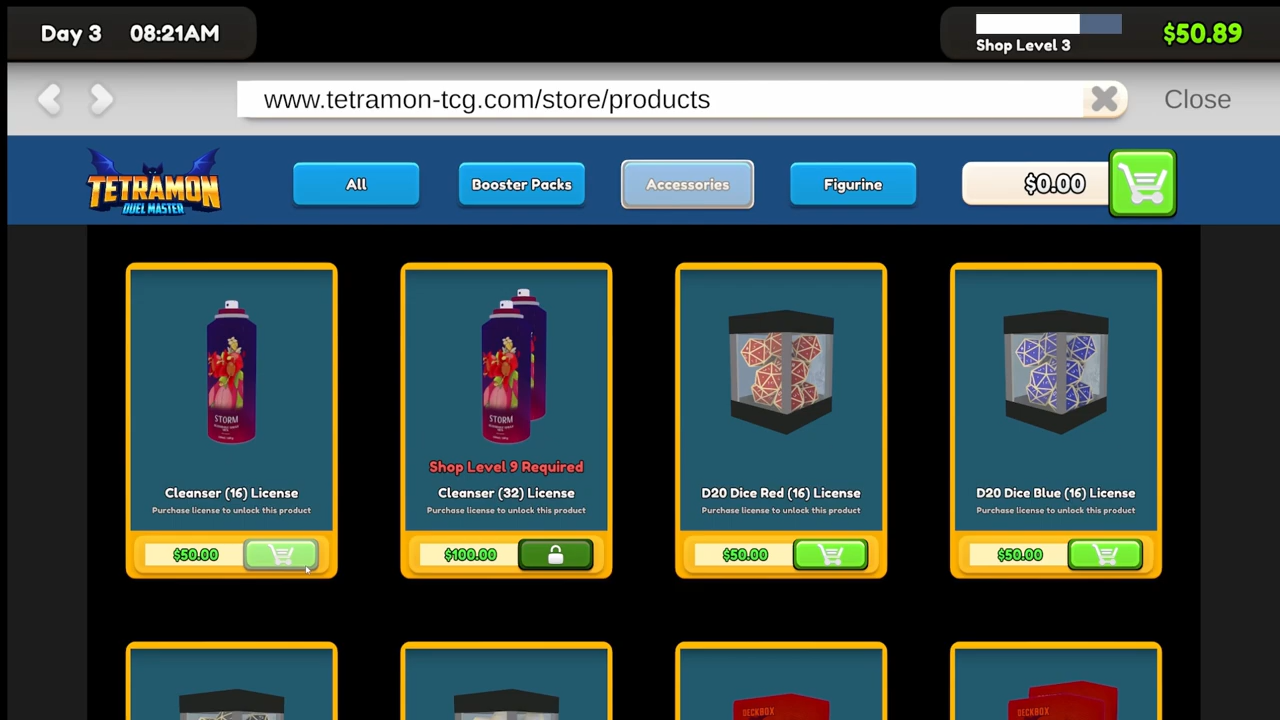 Day 3 08:21AM
Shop Level 3
$50.89
www.tetramon-tcg.com/store/products
Close
TETRAMON
DUEL MASTER
All
Booster Packs
Accessories
Figurine
$0.00
STORM
STORM
Shop Level 9 Required
Cleanser (16) License
Purchase license to unlock this product
Cleanser (32) License
Purchase license to unlock this product
D20 Dice Red (16) License
Purchase license to unlock this product
D20 Dice Blue (16) License
Purchase license to unlock this product
$50.00
$100.00
$50.00
$50.00
DECKBOX
DECKBOX